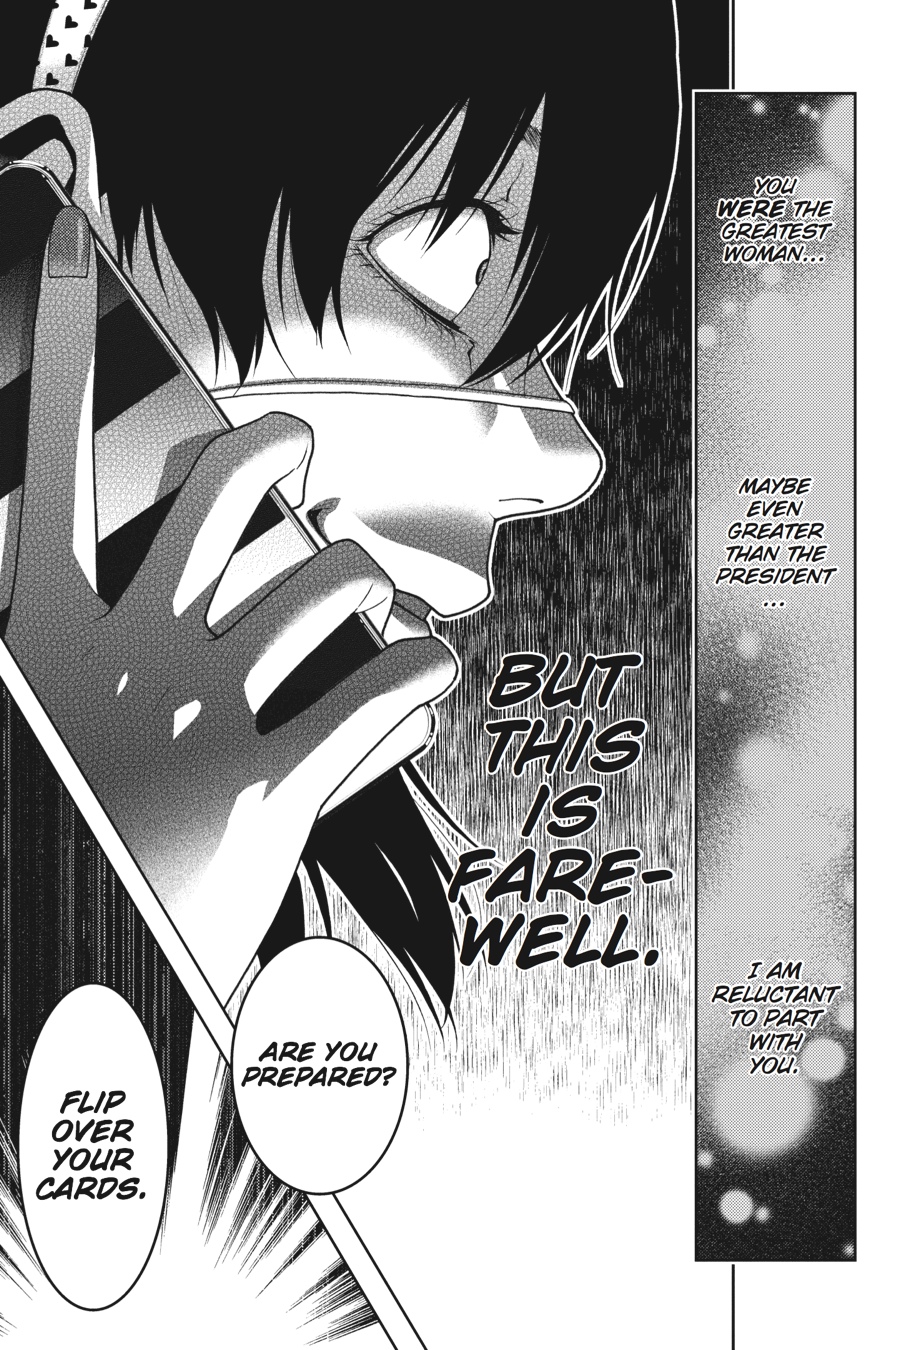 YOU
WERE THE
GREATEST
WOMAN...
MAYBE
EVEN
GREATER
THAN THE
PRESIDENT
...
I AM
RELUCTANT
TO PART
WITH
YOU.
BUT
THIS
IS
FARE-
WELL.
ARE YOU
PREPARED?
FLIP
OVER
YOUR
CARDS.